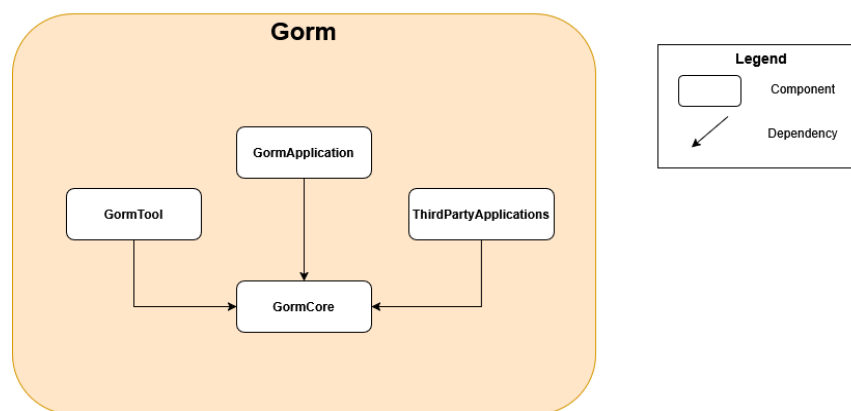 Gorm
Legend
Component
Dependency
GormApplication
GormTool
ThirdPartyApplications
GormCore